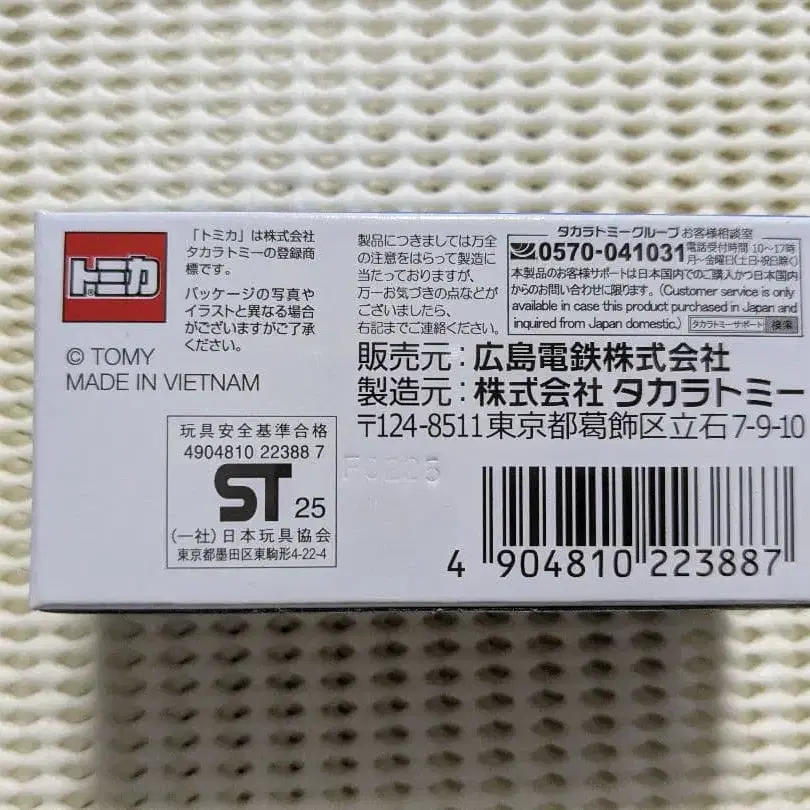 トミカ
®
「トミカ」は株式会社
タカラトミーの登録商
標です。
パッケージの写真や
イラストと異なる場合
がございますがご了承
ください。
© TOMY
MADE IN VIETNAM
製品につきましては万全
の注意をはらって製造に
当たっておりますが、
万一お気づきの点などが
ございましたら、
右記までご連絡ください。
タカラトミーグループ お客様相談室
0570-041031 電話受付時間 10〜17時
月〜金曜日(土日・祝日除く)
本製品のお客様サポートは日本国内でのご購入かつ日本国内
からのお問い合わせに限ります。(Customer service is only
available in case this product purchased in Japan and
inquired from Japan domestic.) タカラトミーサポート 検索
販売元:広島電鉄株式会社
製造元:株式会社 タカラトミー
〒124-8511東京都葛飾区立石7-9-10
玩具安全基準合格
4904810 22388 7
ST 25
(一社)日本玩具協会
東京都墨田区東駒形4-22-4
4 904810 223887